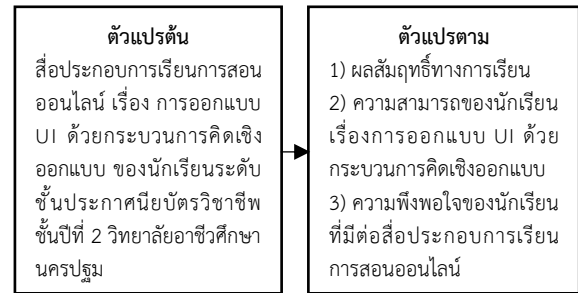 ตัวแปรต้น
สื่อประกอบการเรียนการสอน
ออนไลน์ เรื่อง การออกแบบ
UI ด้วยกระบวนการคิดเชิง
ออกแบบ ของนักเรียนระดับ
ชั้นประกาศนียบัตรวิชาชีพ
ชั้นปีที่ 2 วิทยาลัยอาชีวศึกษา
นครปฐม
ตัวแปรตาม
1) ผลสัมฤทธิ์ทางการเรียน
2) ความสามารถของนักเรียน
เรื่องการออกแบบ UI ด้วย
กระบวนการคิดเชิงออกแบบ
3) ความพึงพอใจของนักเรียน
ที่มีต่อสื่อประกอบการเรียน
การสอนออนไลน์